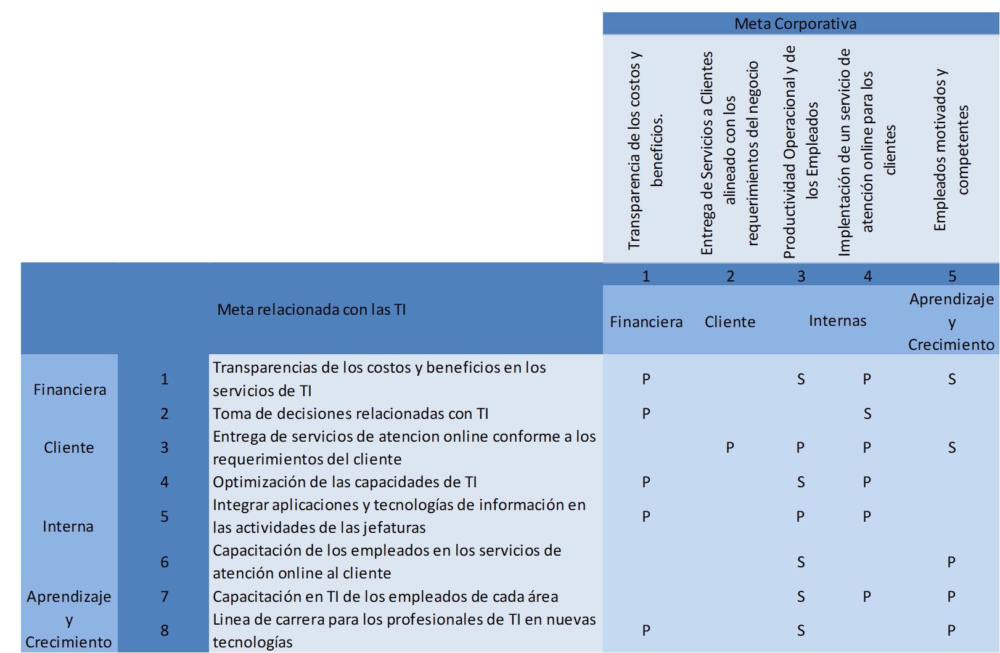 Meta Corporativa
Transparencia de los costos y
beneficios.
Entrega de Servicios a Clientes
alineado con los
requerimientos del negocio
Productividad Operacional y de
los Empleados
Implentación de un servicio de
atención online para los
clientes
Empleados motivados y
competentes
1 2 3 4 5
Meta relacionada con las TI
Financiera Cliente Internas
Aprendizaje
y
Crecimiento
Financiera
1
Transparencias de los costos y beneficios en los
servicios de TI
P S P S
2 Toma de decisiones relacionadas con TI P S
Cliente
3
Entrega de servicios de atencion online conforme a los
requerimientos del cliente
P P P S
Interna
4 Optimización de las capacidades de TI P S P
5
Integrar aplicaciones y tecnologías de información en
las actividades de las jefaturas
P P P
6
Capacitación de los empleados en los servicios de
atención online al cliente
S P
Aprendizaje
y
Crecimiento
7 Capacitación en TI de los empleados de cada área S P P
8
Linea de carrera para los profesionales de TI en nuevas
tecnologías
P S P